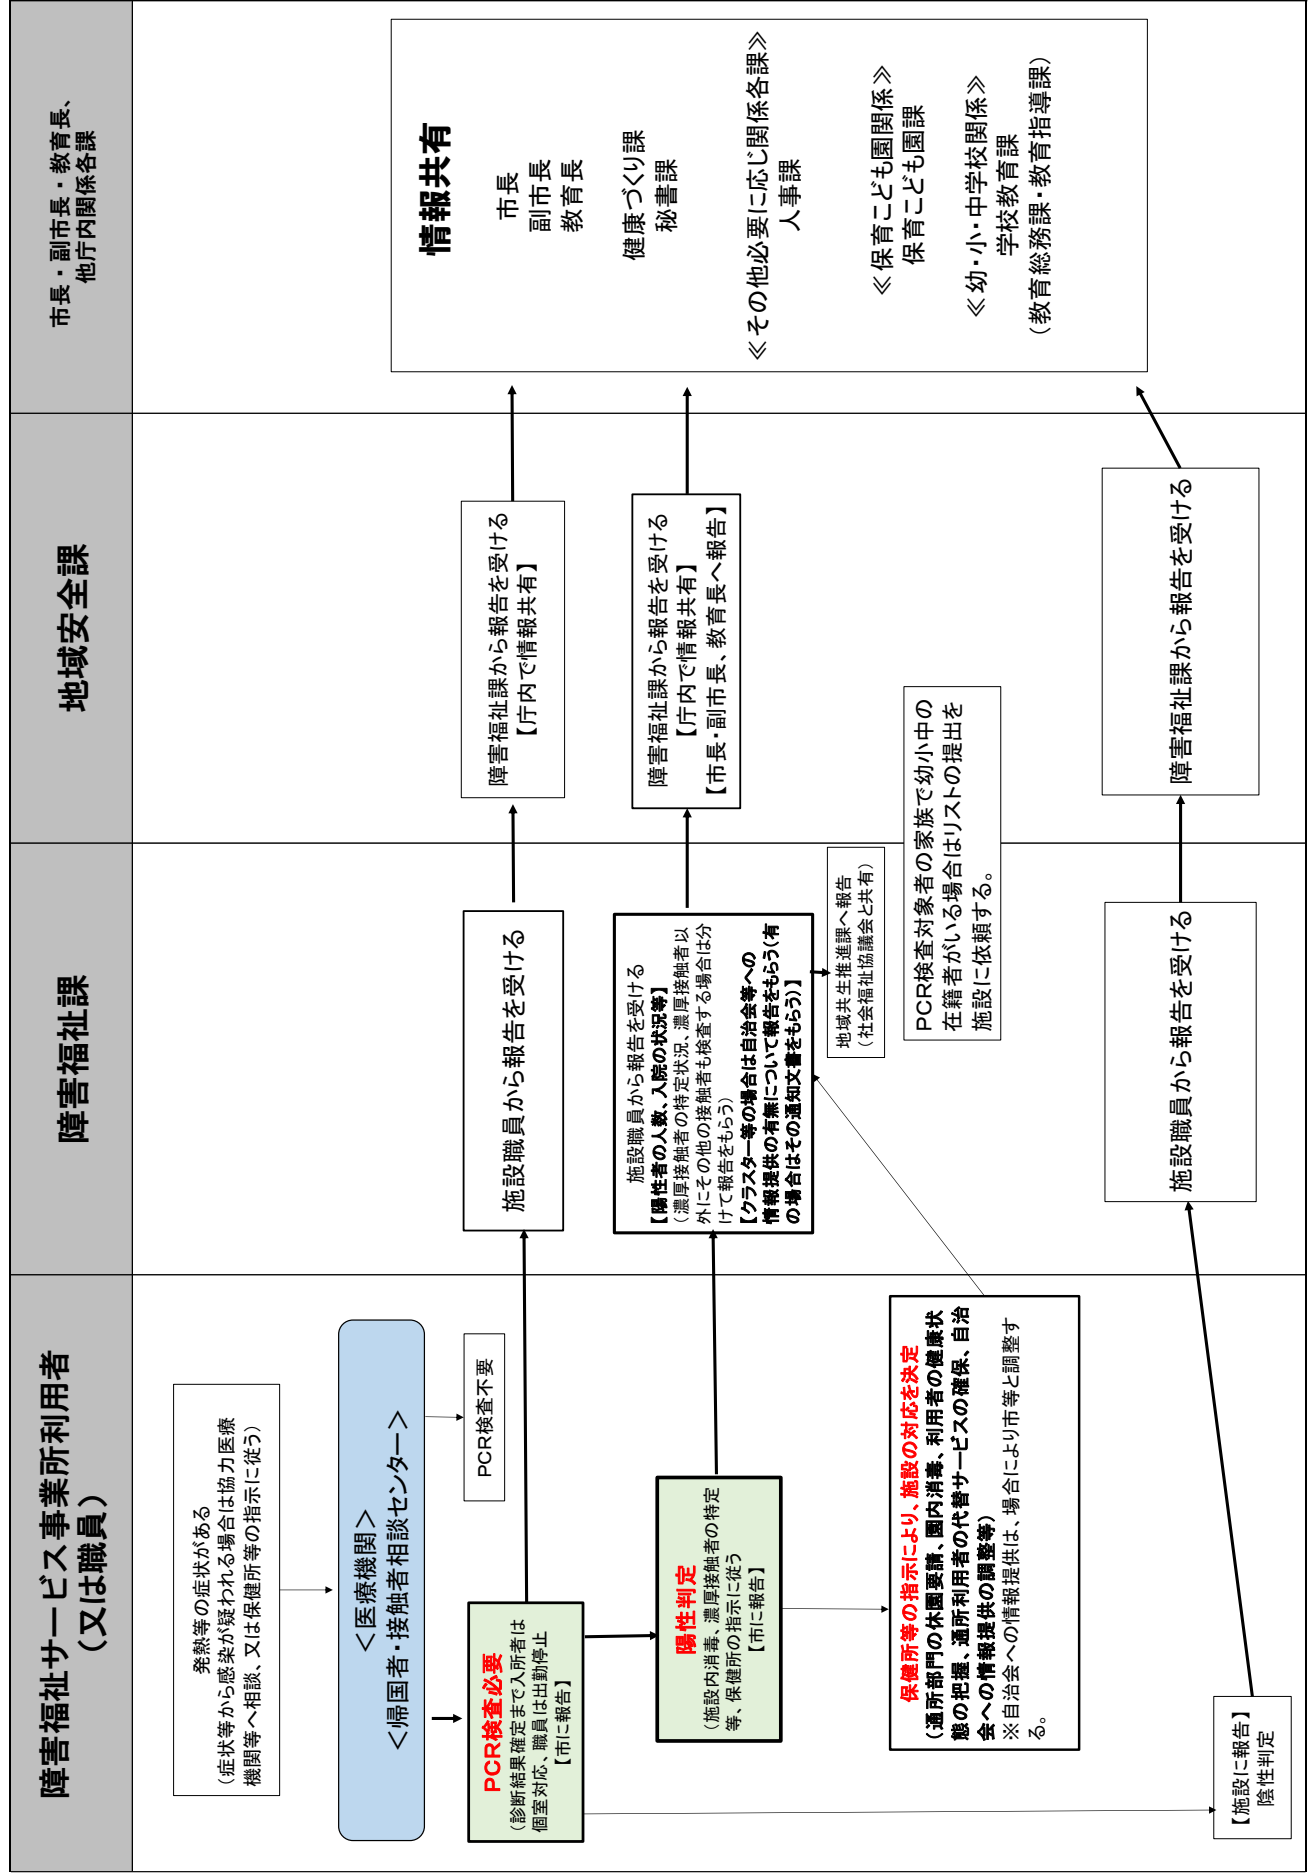 障害福祉サービス事業所利用者
（又は職員）
障害福祉課
地域安全課
市長・副市長・教育長、
他庁内関係各課
発熱等の症状がある
（症状等から感染が疑われる場合は協力医療
機関等へ相談、又は保健所等の指示に従う）
＜医療機関＞
＜帰国者・接触者相談センター＞
PCR検査不要
PCR検査必要
（診断結果確定まで入所者は
個室対応、職員は出勤停止
【市に報告】
施設職員から報告を受ける
障害福祉課から報告を受ける
【庁内で情報共有】
陽性判定
（施設内消毒、濃厚接触者の特定
等、保健所の指示に従う
【市に報告】
施設職員から報告を受ける
【陽性者の人数、入院の状況等】
（濃厚接触者の特定状況、濃厚接触者以
外にその他の接触者も検査する場合は分
けて報告をもらう）
【クラスター等の場合は自治会等への
情報提供の有無について報告をもらう（有
の場合はその通知文書をもらう）】
障害福祉課から報告を受ける
【庁内で情報共有】
【市長・副市長、教育長へ報告】
地域共生推進課へ報告
（社会福祉協議会と共有）
PCR検査対象者の家族で幼小中の
在籍者がいる場合はリストの提出を
施設に依頼する。
保健所等の指示により、施設の対応を決定
（通所部門の休園要請、園内消毒、利用者の健康状
態の把握、通所利用者の代替サービスの確保、自治
会への情報提供の調整等）
※自治会への情報提供は、場合により市等と調整す
る。
【施設に報告】
陰性判定
施設職員から報告を受ける
障害福祉課から報告を受ける
情報共有
市長
副市長
教育長
健康づくり課
秘書課
≪その他必要に応じ関係各課≫
人事課
≪保育こども園関係≫
保育こども園課
≪幼・小・中学校関係≫
学校教育課
（教育総務課・教育指導課）